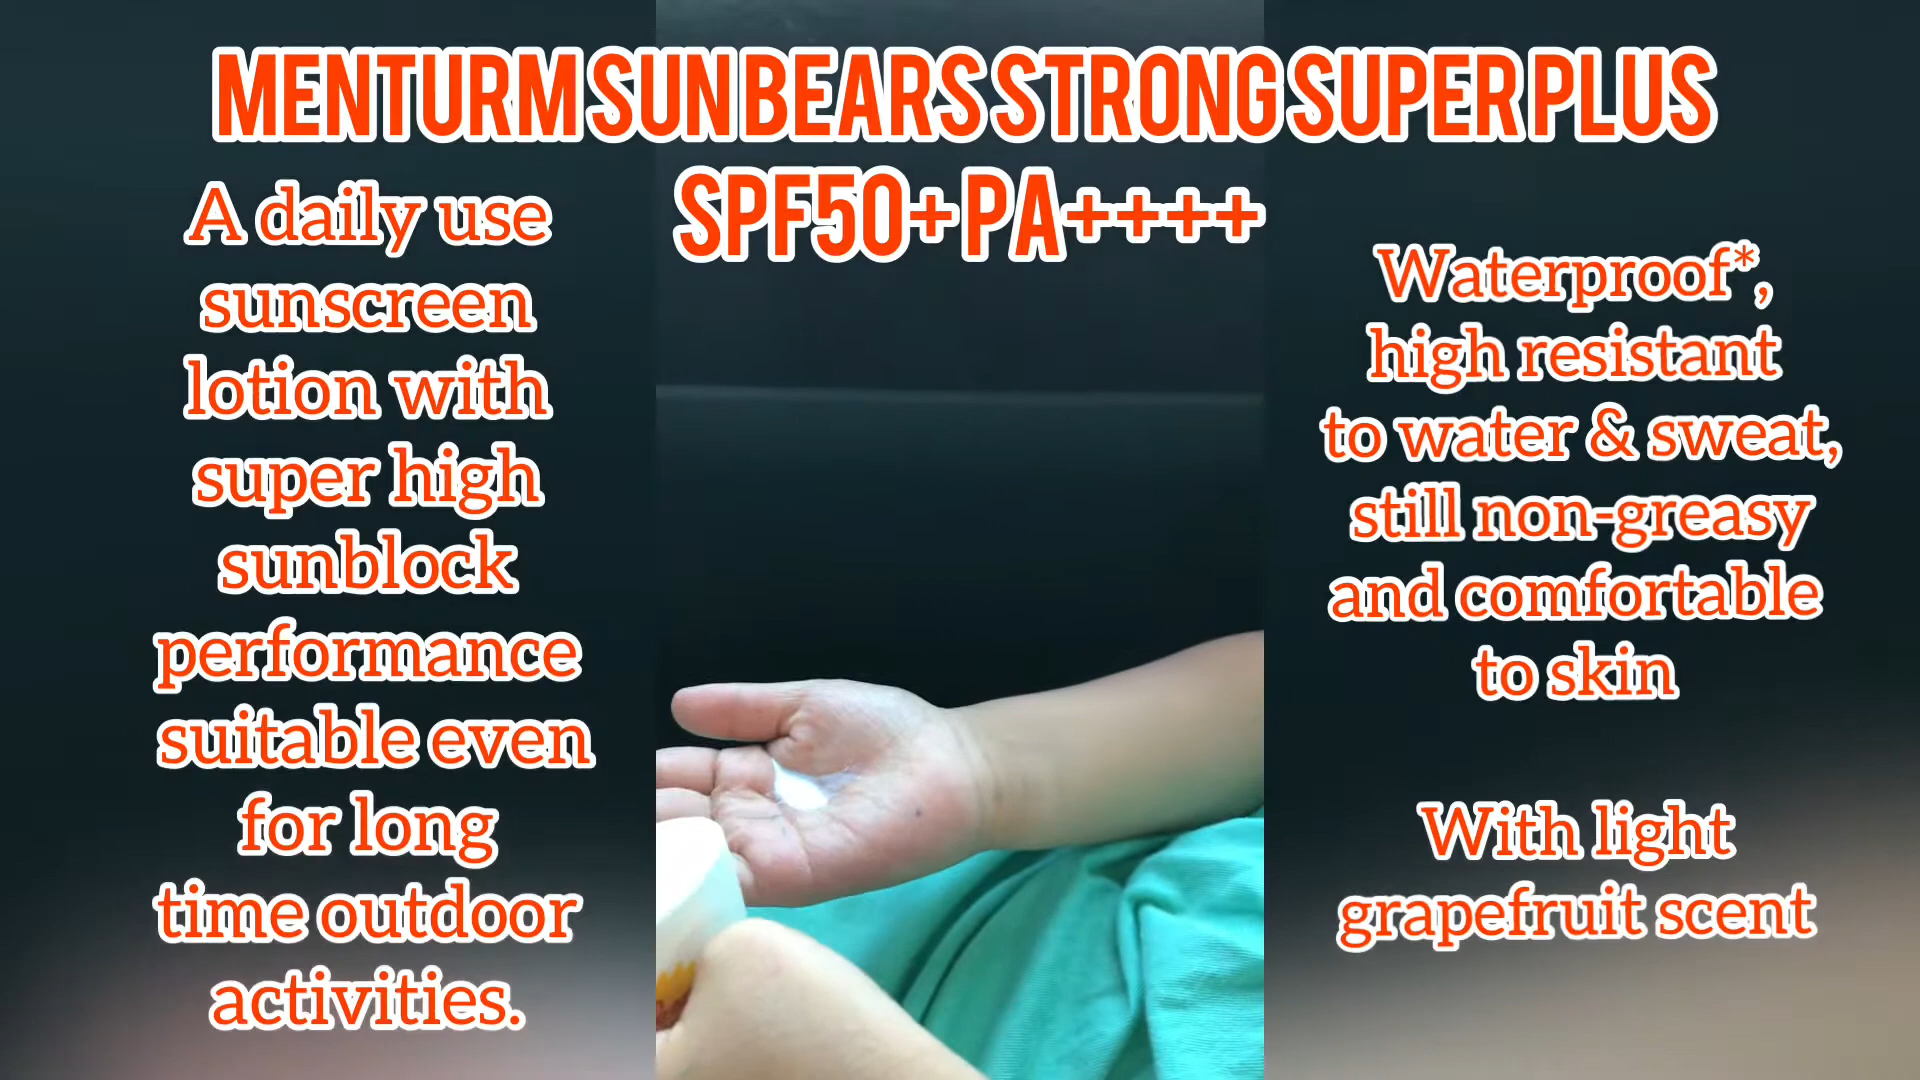 MENTURM SUN BEARS STRONG SUPER PLUS
SPF50+ PA++++
A daily use
sunscreen
lotion with
super high
sunblock
performance
suitable even
for long
time outdoor
activities.
Waterproof*,
high resistant
to water & sweat,
still non-greasy
and comfortable
to skin
With light
grapefruit scent